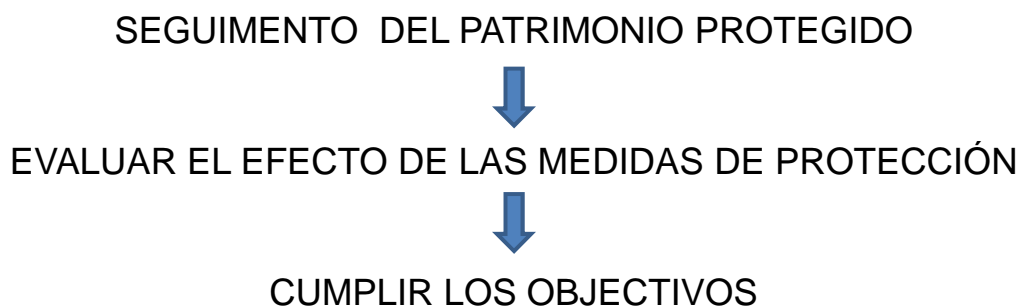 SEGUIMENTO DEL PATRIMONIO PROTEGIDO
EVALUAR EL EFECTO DE LAS MEDIDAS DE PROTECCIÓN
CUMPLIR LOS OBJECTIVOS